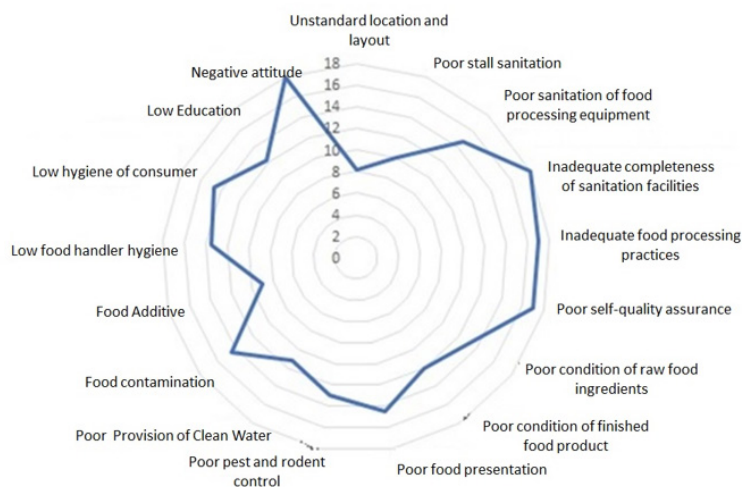 Unstandard location and
layout
Poor stall sanitation
Poor sanitation of food
processing equipment
Inadequate completeness
of sanitation facilities
Inadequate food processing
practices
Poor self-quality assurance
Poor condition of raw food
ingredients
Poor condition of finished
food product
Poor food presentation
Poor pest and rodent
control
Poor Provision of Clean Water
Food contamination
Food Additive
Low food handler hygiene
Low hygiene of consumer
Low Education
Negative attitude
18
16
14
12
10
8
6
4
2
0